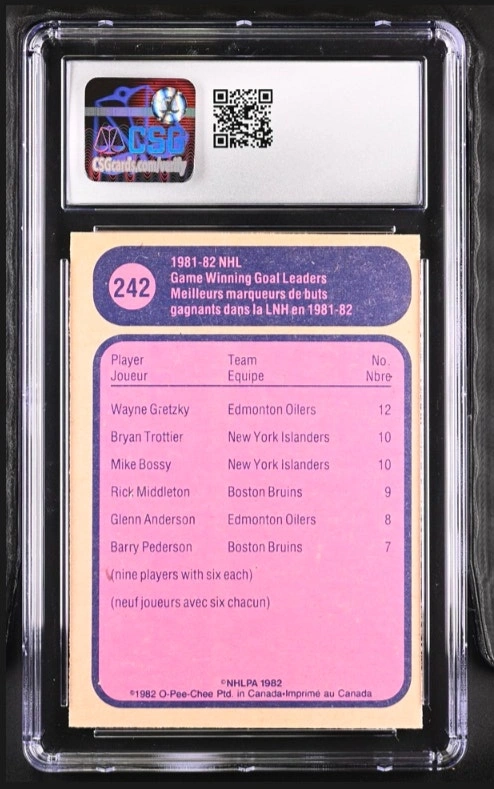 CSG
CSGcards.com/verify
242
1981-82 NHL
Game Winning Goal Leaders
Meilleurs marqueurs de buts
gagnants dans la LNH en 1981-82
Player Team No.
Joueur Equipe Nbre
Wayne Gretzky Edmonton Oilers 12
Bryan Trottier New York Islanders 10
Mike Bossy New York Islanders 10
Rick Middleton Boston Bruins 9
Glenn Anderson Edmonton Oilers 8
Barry Pederson Boston Bruins 7
(nine players with six each)
(neuf joueurs avec six chacun)
©NHLPA 1982
©1982 O-Pee-Chee Ptd. in Canada-Imprimé au Canada